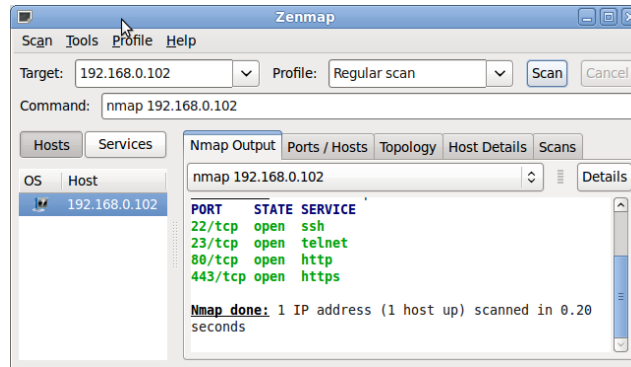 Zenmap
Scan Tools Profile Help
Target: 192.168.0.102 Profile: Regular scan Scan Cancel
Command: nmap 192.168.0.102
Hosts Services Nmap Output Ports / Hosts Topology Host Details Scans
OS Host nmap 192.168.0.102 Details
192.168.0.102
PORT STATE SERVICE
22/tcp open ssh
23/tcp open telnet
80/tcp open http
443/tcp open https
Nmap done: 1 IP address (1 host up) scanned in 0.20
seconds